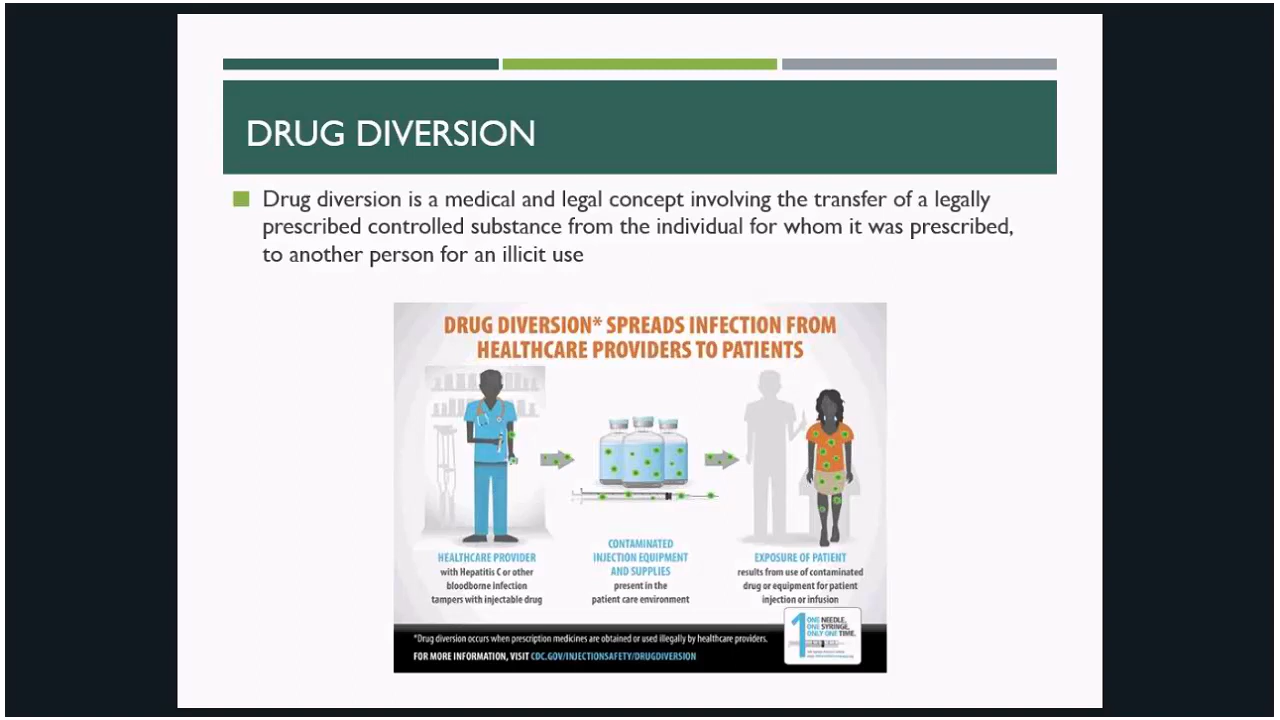 DRUG DIVERSION
Drug diversion is a medical and legal concept involving the transfer of a legally
prescribed controlled substance from the individual for whom it was prescribed,
to another person for an illicit use
DRUG DIVERSION* SPREADS INFECTION FROM
HEALTHCARE PROVIDERS TO PATIENTS
HEALTHCARE PROVIDER
with Hepatitis C or other
bloodborne infection
tampers with injectable drug
CONTAMINATED
INJECTION EQUIPMENT
AND SUPPLIES
present in the
patient care environment
EXPOSURE OF PATIENT
results from use of contaminated
drug or equipment for patient
injection or infusion
*Drug diversion occurs when prescription medicines are obtained or used illegally by healthcare providers.
FOR MORE INFORMATION, VISIT CDC.GOV/INJECTIONSAFETY/DRUGDIVERSION
1 ONE NEEDLE,
ONE SYRINGE,
ONLY ONE TIME.